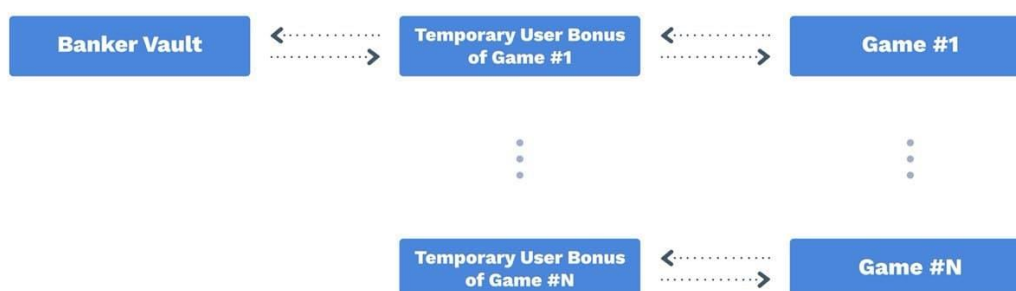 Banker Vault
Temporary User Bonus
of Game #1
Game #1
Temporary User Bonus
of Game #N
Game #N